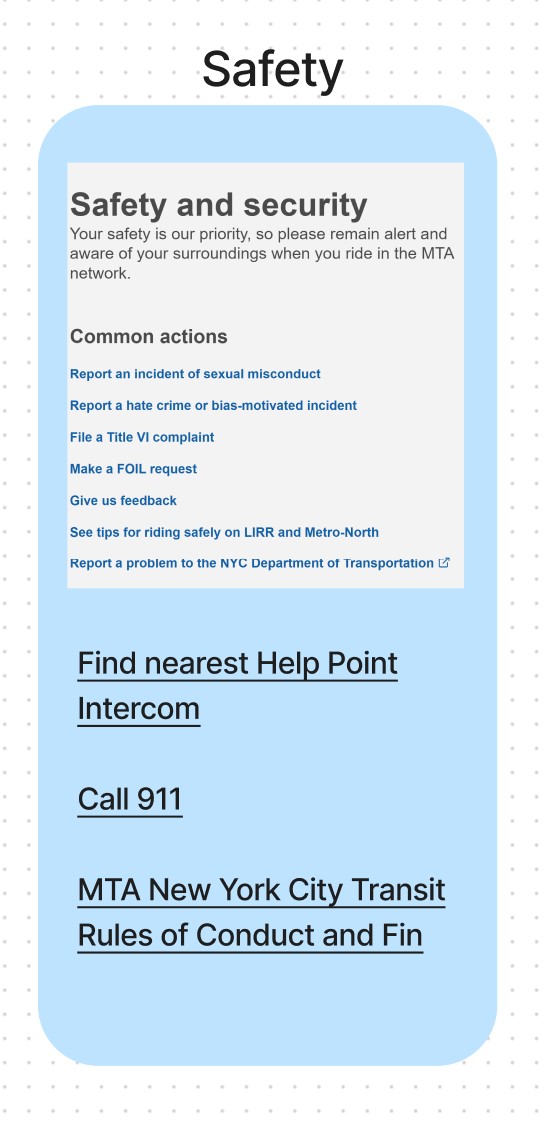 Safety
Safety and security
Your safety is our priority, so please remain alert and
aware of your surroundings when you ride in the MTA
network.
Common actions
Report an incident of sexual misconduct
Report a hate crime or bias-motivated incident
File a Title VI complaint
Make a FOIL request
Give us feedback
See tips for riding safely on LIRR and Metro-North
Report a problem to the NYC Department of Transportation
Find nearest Help Point
Intercom
Call 911
MTA New York City Transit
Rules of Conduct and Fin